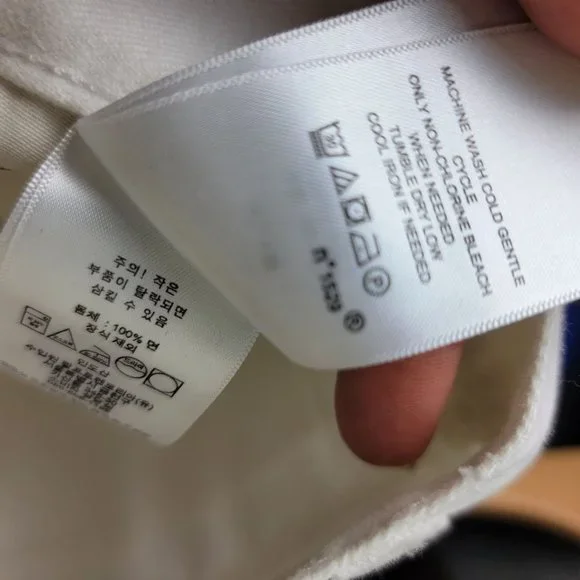 MACHINE WASH COLD GENTLE
CYCLE
ONLY NON-CHLORINE BLEACH
WHEN NEEDED
TUMBLE DRY LOW
COOL IRON IF NEEDED
30
P
n° 1529
®
주의! 작은
부품이 탈락되면
삼킬 수 있음
몸체 : 100% 면
장식 제외